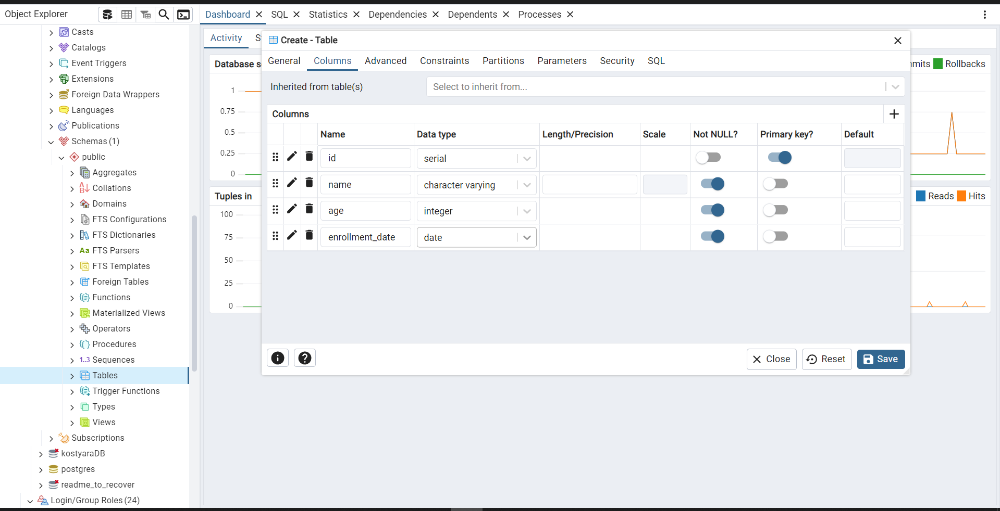 Object Explorer
Dashboard SQL Statistics Dependencies Dependents Processes
Casts
Catalogs
Event Triggers
Extensions
Foreign Data Wrappers
Languages
Publications
Schemas (1)
public
Aggregates
Collations
Domains
FTS Configurations
FTS Dictionaries
Aa FTS Parsers
FTS Templates
Foreign Tables
Functions
Materialized Views
Operators
Procedures
1..3 Sequences
Tables
Trigger Functions
Types
Views
Subscriptions
kostyaraDB
postgres
readme_to_recover
Login/Group Roles (24)
Activity
Database s
1
0.75
0.5
0.25
0
Tuples in
100
75
50
25
0
Create - Table
General Columns Advanced Constraints Partitions Parameters Security SQL
Inherited from table(s) Select to inherit from...
Columns
Name Data type Length/Precision Scale Not NULL? Primary key? Default
id serial
name character varying
age integer
enrollment_date date
Close Reset Save
mits Rollbacks
Reads Hits